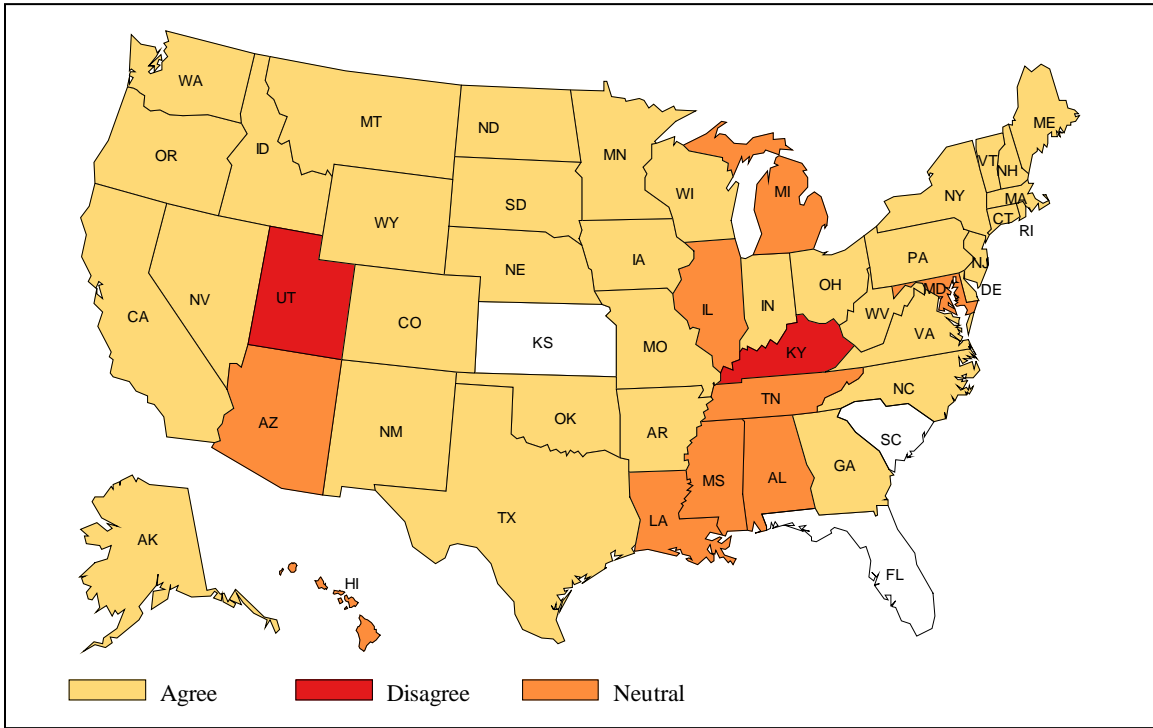 WA
MT
ND
MN
ME
OR
ID
WI
VT
NH
MI
NY
MA
SD
WY
CT
RI
IA
PA
NE
NJ
OH
MD
DE
NV
UT
IN
IL
WV
CA
CO
VA
KS
MO
KY
NC
TN
AZ
OK
NM
AR
SC
GA
MS
AL
TX
LA
AK
FL
HI
Agree
Disagree
Neutral